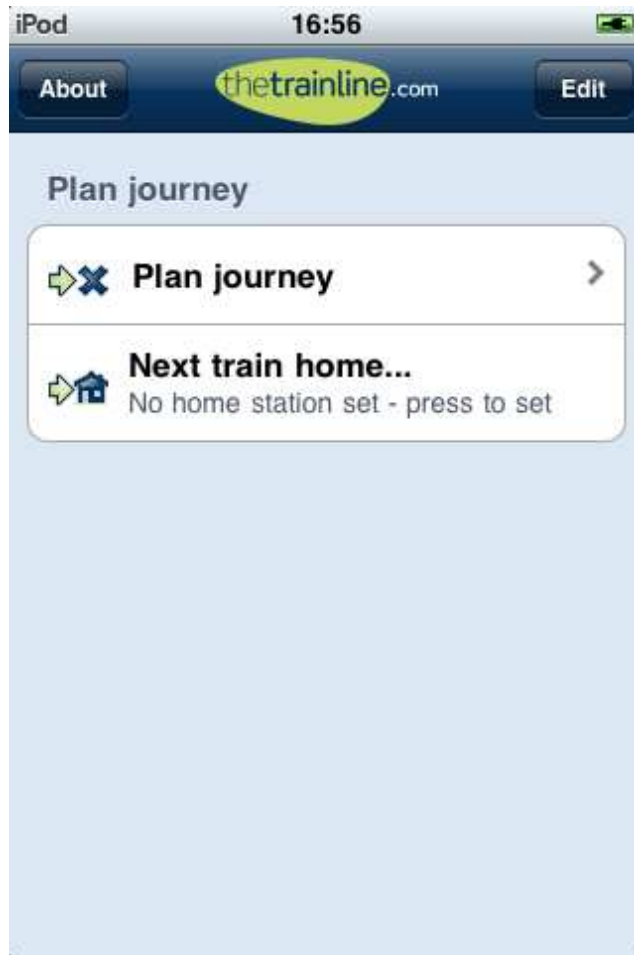 iPod 16:56
About thetrainline.com Edit
Plan journey
Plan journey
Next train home...
No home station set - press to set